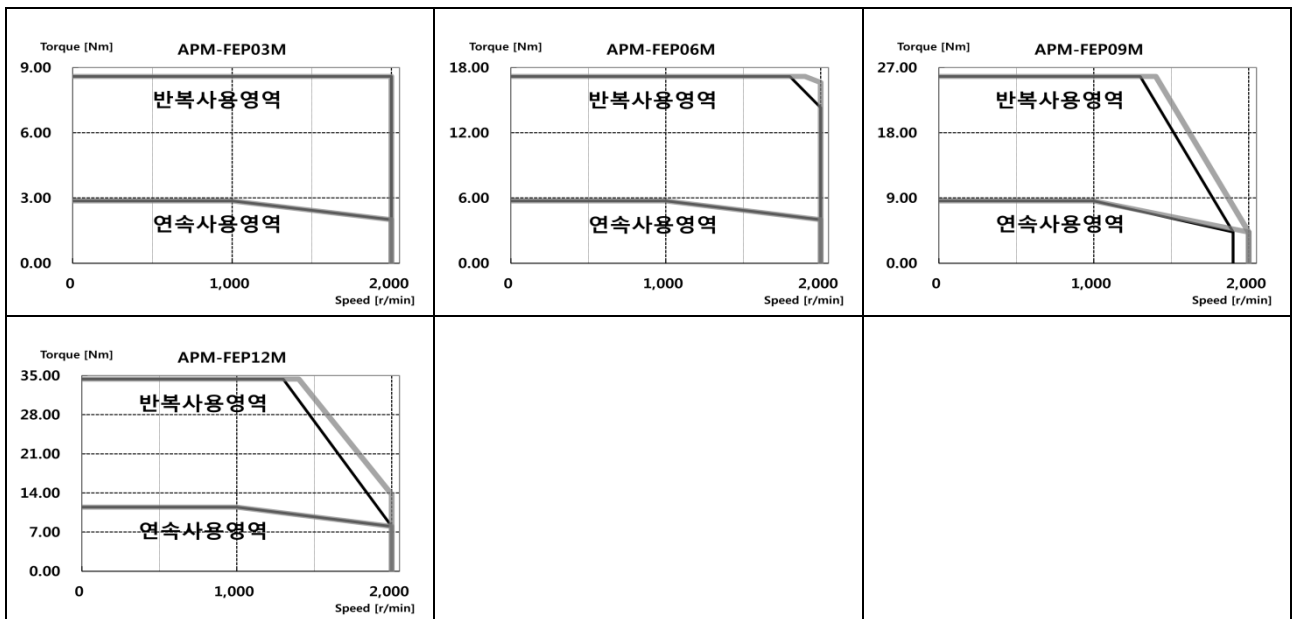 Torque [Nm] APM-FEP03M
9.00
반복사용영역
6.00
3.00
연속사용영역
0.00
0 1,000 2,000
Speed [r/min]
Torque [Nm] APM-FEP06M
18.00
반복사용영역
12.00
6.00
연속사용영역
0.00
0 1,000 2,000
Speed [r/min]
Torque [Nm] APM-FEP09M
27.00
반복사용영역
18.00
9.00
연속사용영역
0.00
0 1,000 2,000
Speed [r/min]
Torque [Nm] APM-FEP12M
35.00
반복사용영역
28.00
21.00
14.00
7.00 연속사용영역
0.00
0 1,000 2,000
Speed [r/min]